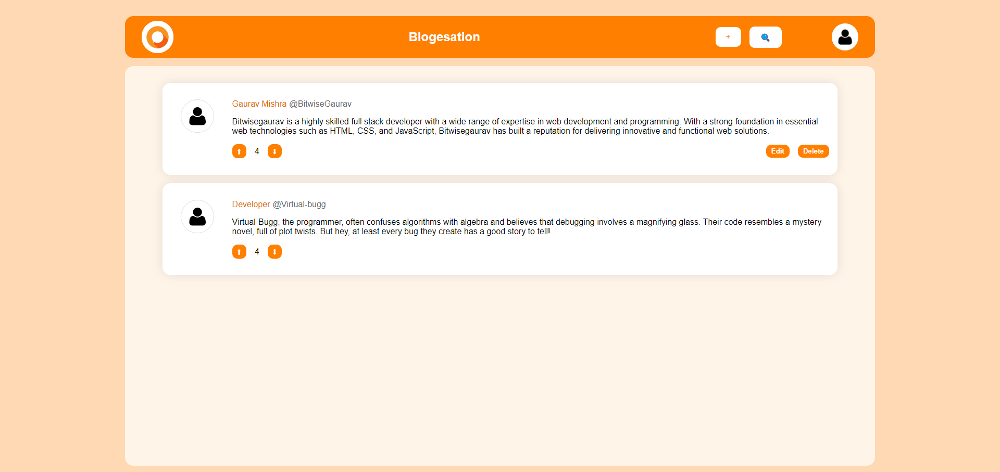 Blogesation
+
Gaurav Mishra @BitwiseGaurav
Bitwisegaurav is a highly skilled full stack developer with a wide range of expertise in web development and programming. With a strong foundation in essential
web technologies such as HTML, CSS, and JavaScript, Bitwisegaurav has built a reputation for delivering innovative and functional web solutions.
⬆ 4 ⬇ Edit Delete
Developer @Virtual-bugg
Virtual-Bugg, the programmer, often confuses algorithms with algebra and believes that debugging involves a magnifying glass. Their code resembles a mystery
novel, full of plot twists. But hey, at least every bug they create has a good story to tell!
⬆ 4 ⬇